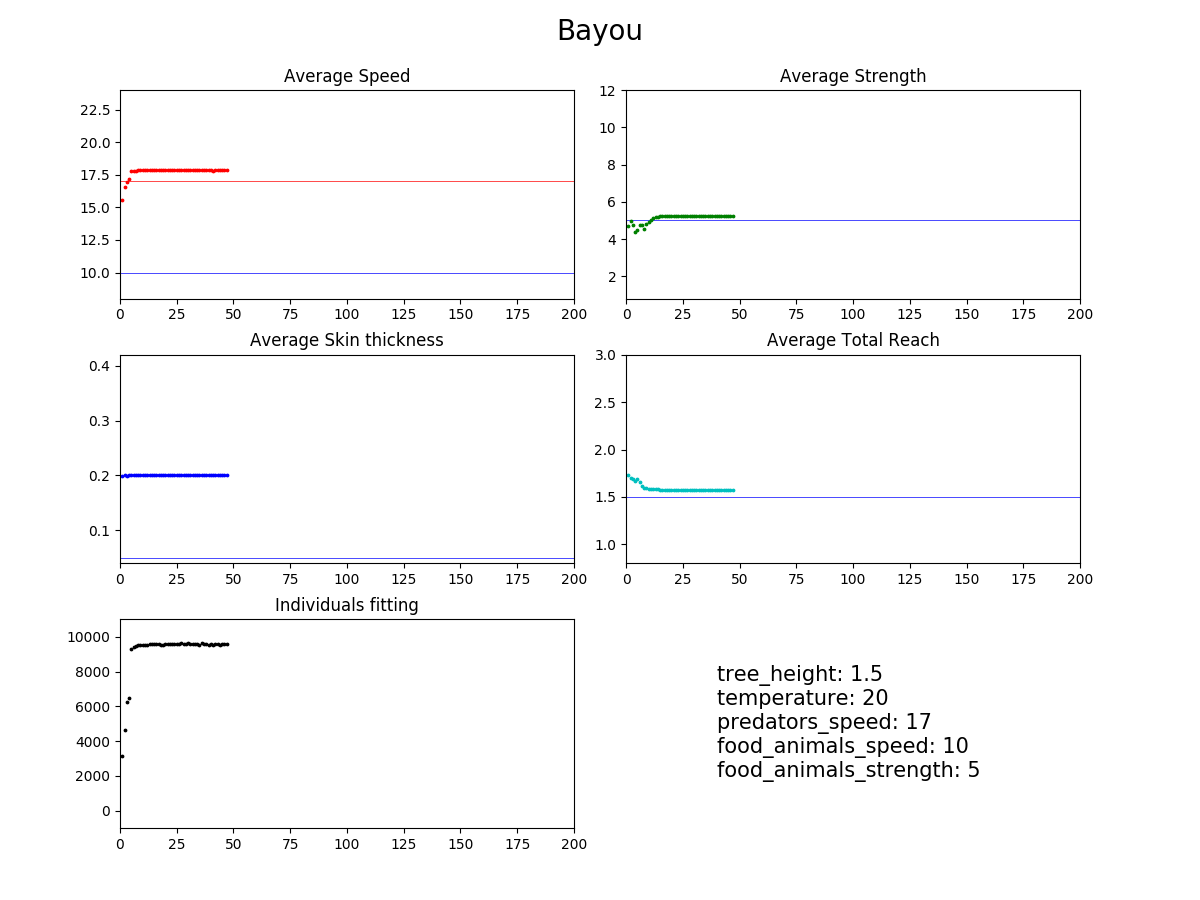 Bayou
Average Speed
22.5
20.0
17.5
15.0
12.5
10.0
0 25 50 75 100 125 150 175 200
Average Strength
12
10
8
6
4
2
0 25 50 75 100 125 150 175 200
Average Skin thickness
0.4
0.3
0.2
0.1
0 25 50 75 100 125 150 175 200
Average Total Reach
3.0
2.5
2.0
1.5
1.0
0 25 50 75 100 125 150 175 200
Individuals fitting
10000
8000
6000
4000
2000
0
0 25 50 75 100 125 150 175 200
tree_height: 1.5
temperature: 20
predators_speed: 17
food_animals_speed: 10
food_animals_strength: 5